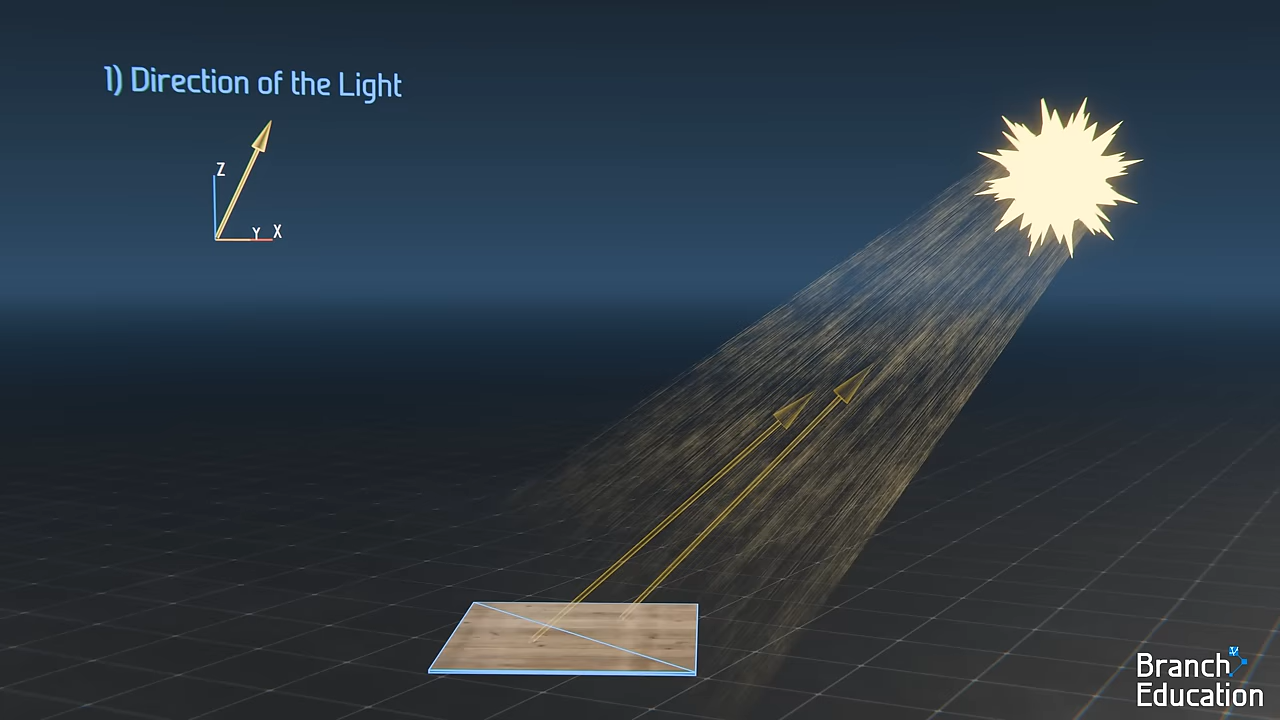 1) Direction of the Light
Z
Y X
Branch
Education